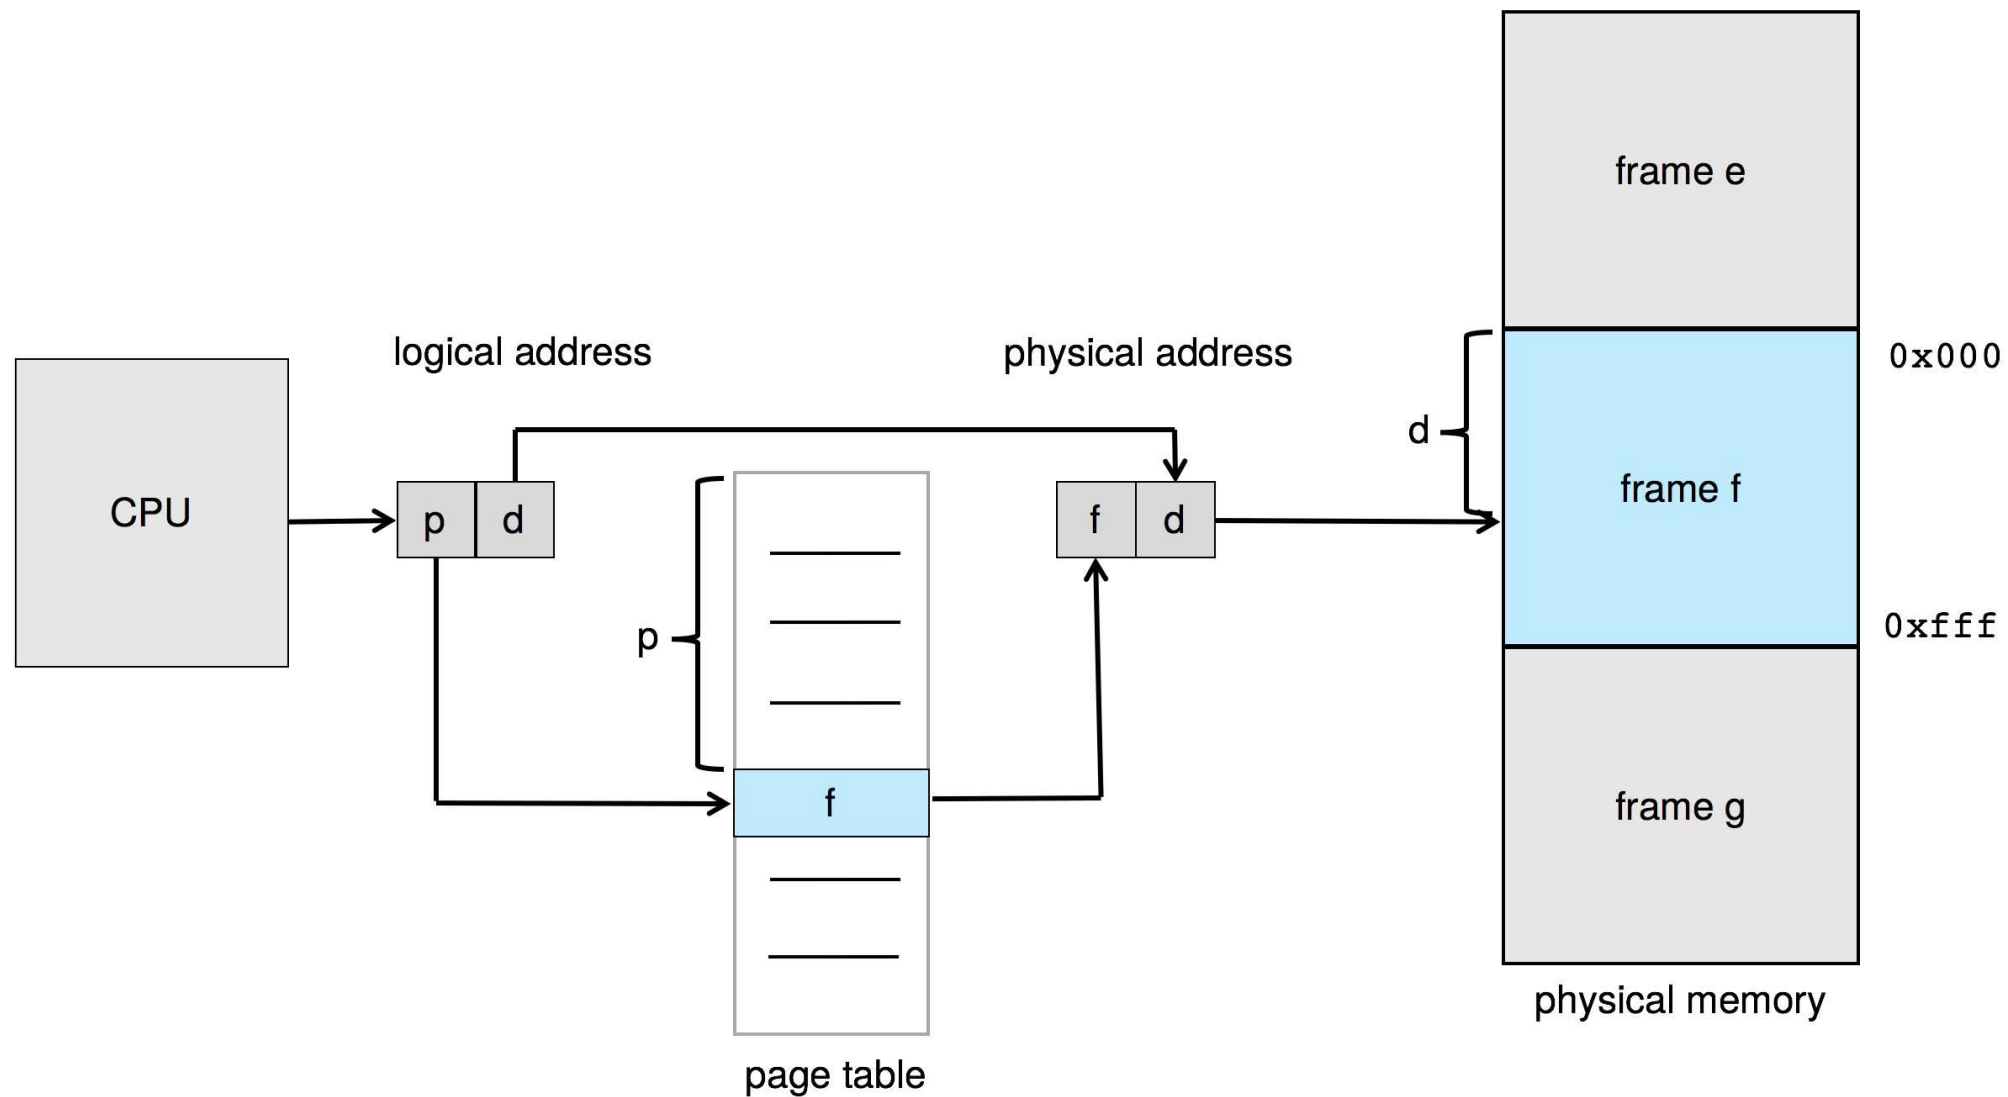 frame e
logical address
physical address
0x000
d
frame f
CPU
p d
f d
0xfff
p
f
frame g
physical memory
page table